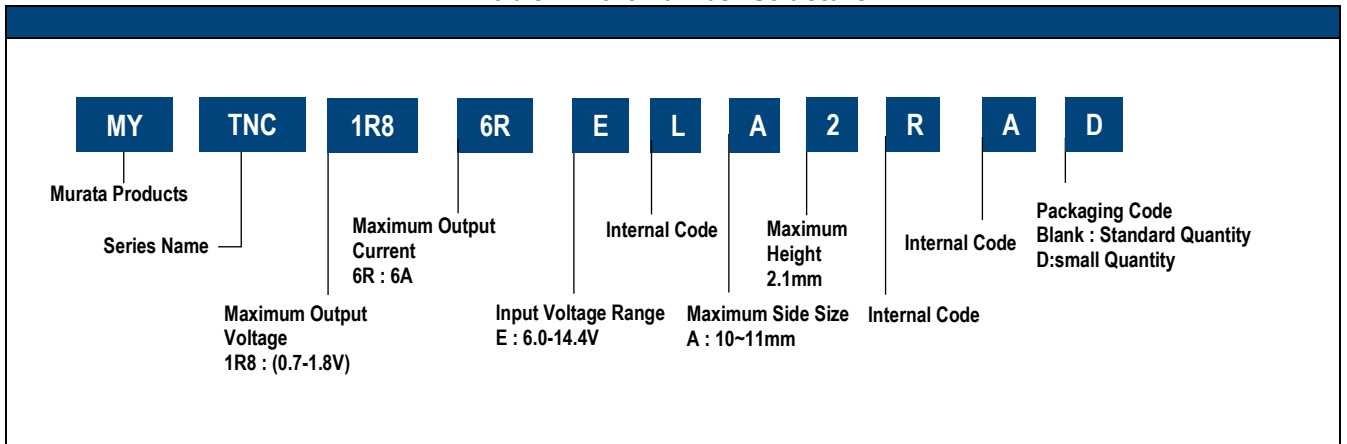 MY TNC 1R8 6R E L A 2 R A D
Murata Products
Series Name
Maximum Output
Voltage
1R8 : (0.7-1.8V)
Maximum Output
Current
6R : 6A
Input Voltage Range
E : 6.0-14.4V
Internal Code
Maximum Side Size
A : 10~11mm
Maximum
Height
2.1mm
Internal Code
Internal Code
Packaging Code
Blank : Standard Quantity
D:small Quantity